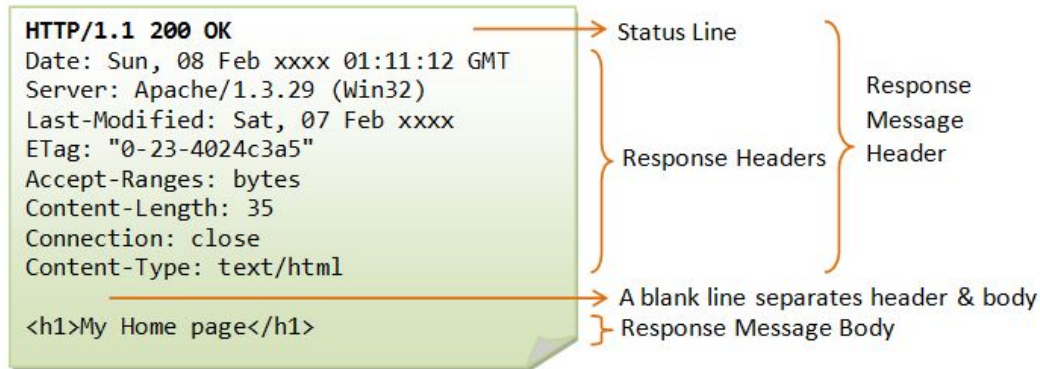 HTTP/1.1 200 OK
Date: Sun, 08 Feb xxxx 01:11:12 GMT
Server: Apache/1.3.29 (Win32)
Last-Modified: Sat, 07 Feb xxxx
ETag: "0-23-4024c3a5"
Accept-Ranges: bytes
Content-Length: 35
Connection: close
Content-Type: text/html
<h1>My Home page</h1>
Status Line
Response Headers
Response
Message
Header
A blank line separates header & body
Response Message Body